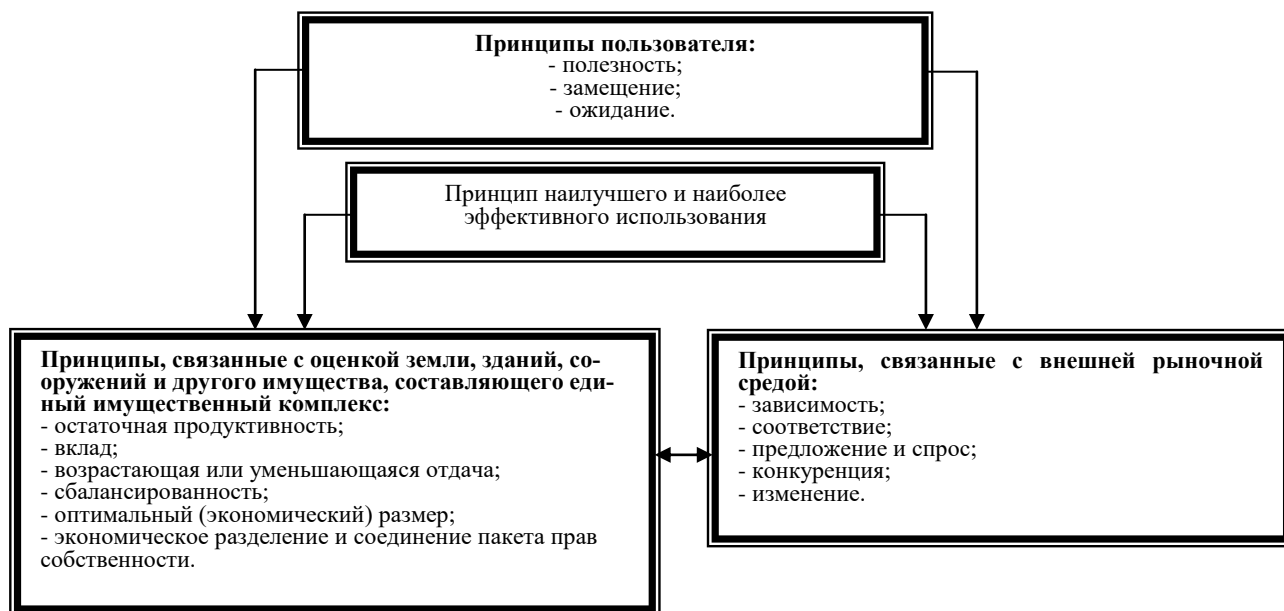 Принципы пользователя:
- полезность;
- замещение;
- ожидание.
Принцип наилучшего и наиболее
эффективного использования
Принципы, связанные с оценкой земли, зданий, со-
оружений и другого имущества, составляющего еди-
ный имущественный комплекс:
- остаточная продуктивность;
- вклад;
- возрастающая или уменьшающаяся отдача;
- сбалансированность;
- оптимальный (экономический) размер;
- экономическое разделение и соединение пакета прав
собственности.
Принципы, связанные с внешней рыночной
средой:
- зависимость;
- соответствие;
- предложение и спрос;
- конкуренция;
- изменение.